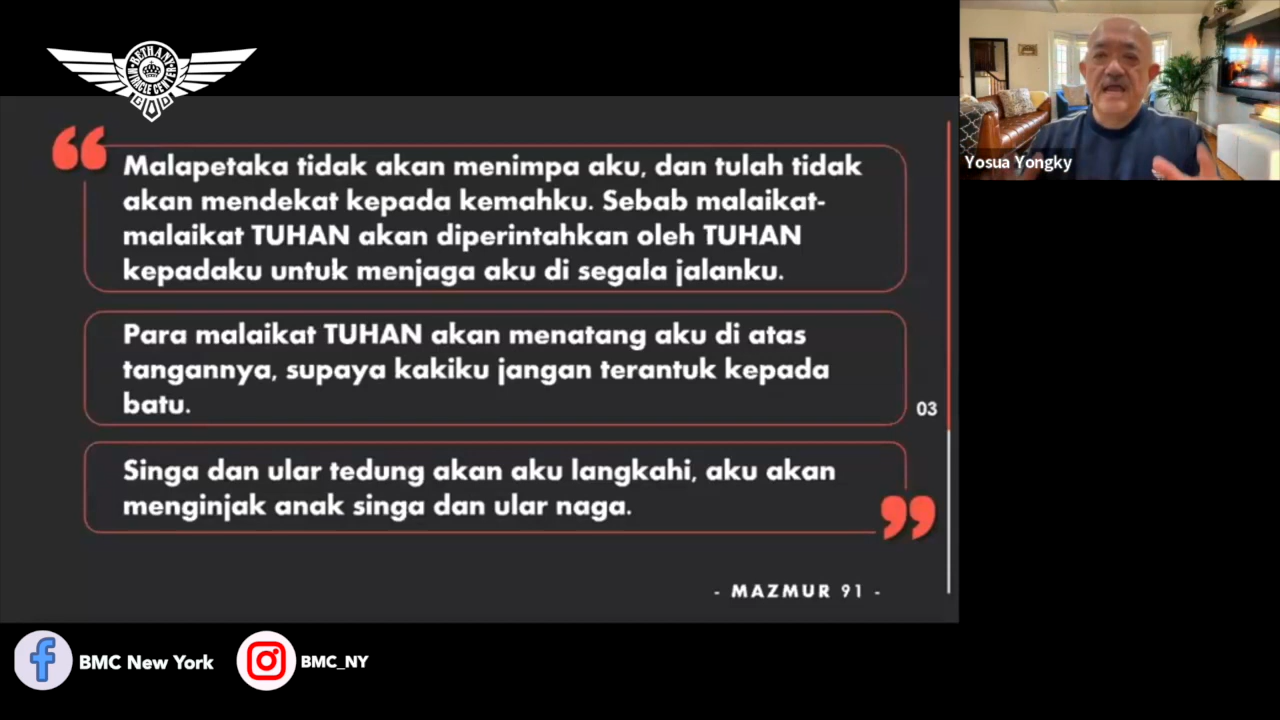 BETHANY
MIRACLE CENTER
Malapetaka tidak akan menimpa aku, dan tulah tidak
akan mendekat kepada kemahku. Sebab malaikat-
malaikat TUHAN akan diperintahkan oleh TUHAN
kepadaku untuk menjaga aku di segala jalanku.
Para malaikat TUHAN akan menatang aku di atas
tangannya, supaya kakiku jangan terantuk kepada
batu.
03
Singa dan ular tedung akan aku langkahi, aku akan
menginjak anak singa dan ular naga.
- MAZMUR 91 -
Yosua Yongky
BMC New York
BMC_NY